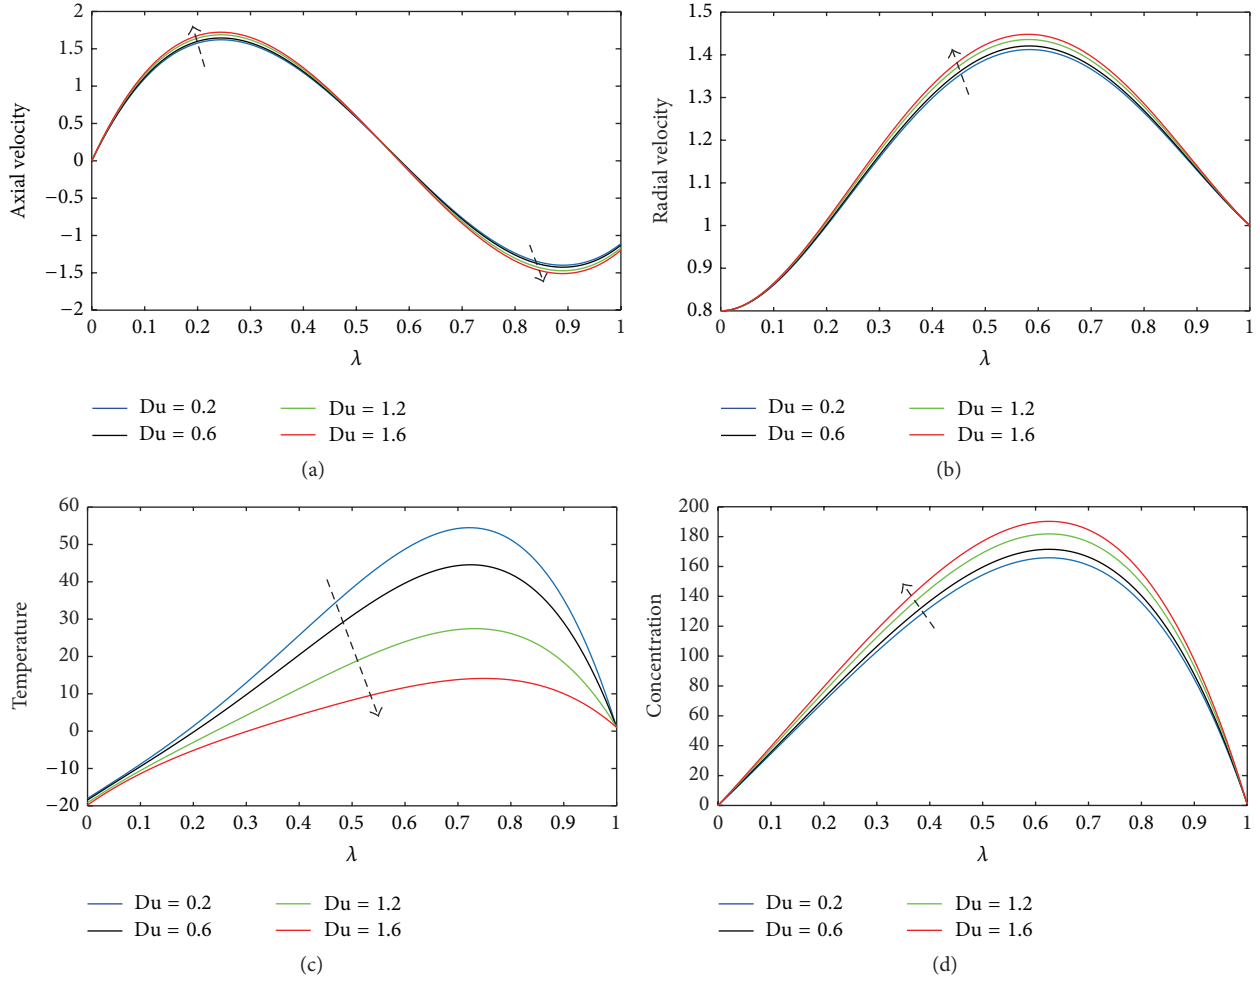 2
1.5
1
0.5
0
−0.5
−1
−1.5
−2
Axial velocity
0 0.1 0.2 0.3 0.4 0.5 0.6 0.7 0.8 0.9 1
λ
Du = 0.2 Du = 1.2
Du = 0.6 Du = 1.6
(a)
1.5
1.4
1.3
1.2
1.1
1
0.9
0.8
Radial velocity
0 0.1 0.2 0.3 0.4 0.5 0.6 0.7 0.8 0.9 1
λ
Du = 0.2 Du = 1.2
Du = 0.6 Du = 1.6
(b)
60
50
40
30
20
10
0
−10
−20
Temperature
0 0.1 0.2 0.3 0.4 0.5 0.6 0.7 0.8 0.9 1
λ
Du = 0.2 Du = 1.2
Du = 0.6 Du = 1.6
(c)
200
180
160
140
120
100
80
60
40
20
0
Concentration
0 0.1 0.2 0.3 0.4 0.5 0.6 0.7 0.8 0.9 1
λ
Du = 0.2 Du = 1.2
Du = 0.6 Du = 1.6
(d)